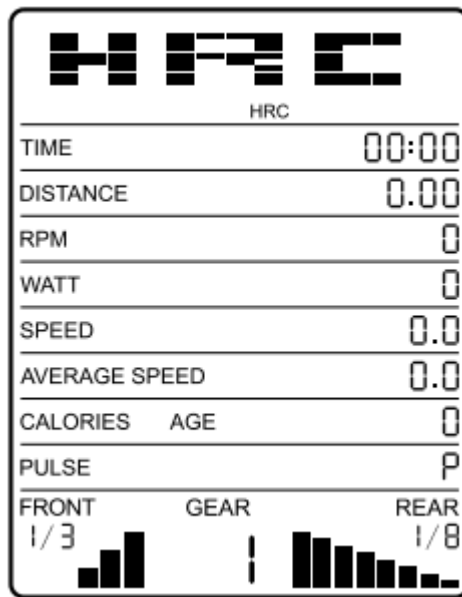 HRC
HRC
TIME 00:00
DISTANCE 0.00
RPM 0
WATT 0
SPEED 0.0
AVERAGE SPEED 0.0
CALORIES AGE 0
PULSE P
FRONT GEAR REAR
1/3 1 1/8